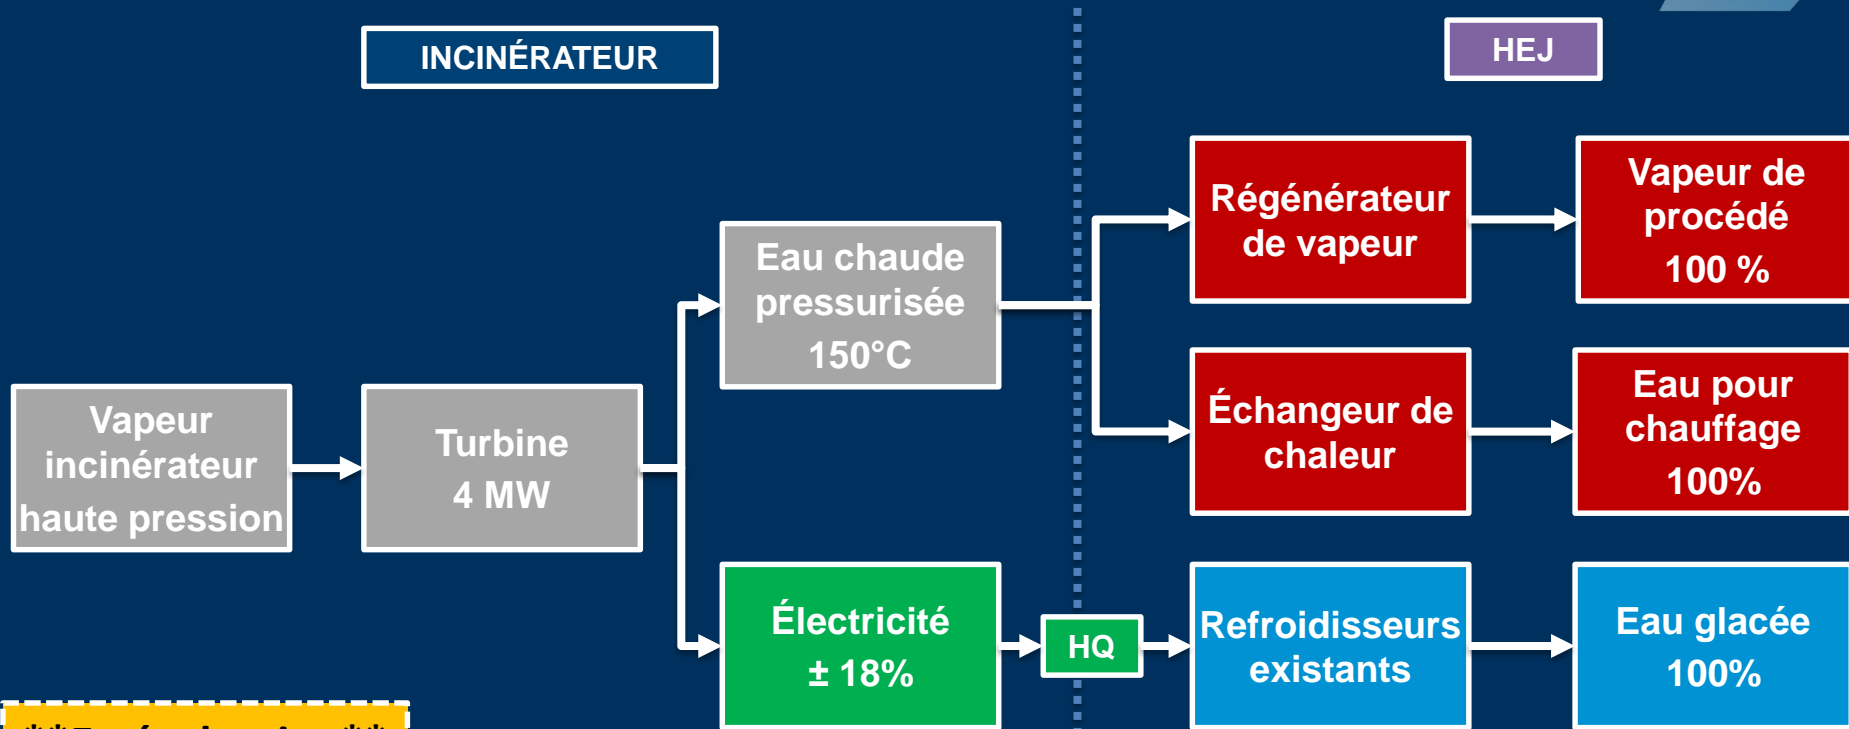 INCINÉRATEUR
HEJ
Vapeur
incinérateur
haute pression
Turbine
4 MW
Eau chaude
pressurisée
150°C
Électricité
± 18%
HQ
Régénérateur
de vapeur
Vapeur de
procédé
100 %
Échangeur de
chaleur
Eau pour
chauffage
100%
Refroidisseurs
existants
Eau glacée
100%